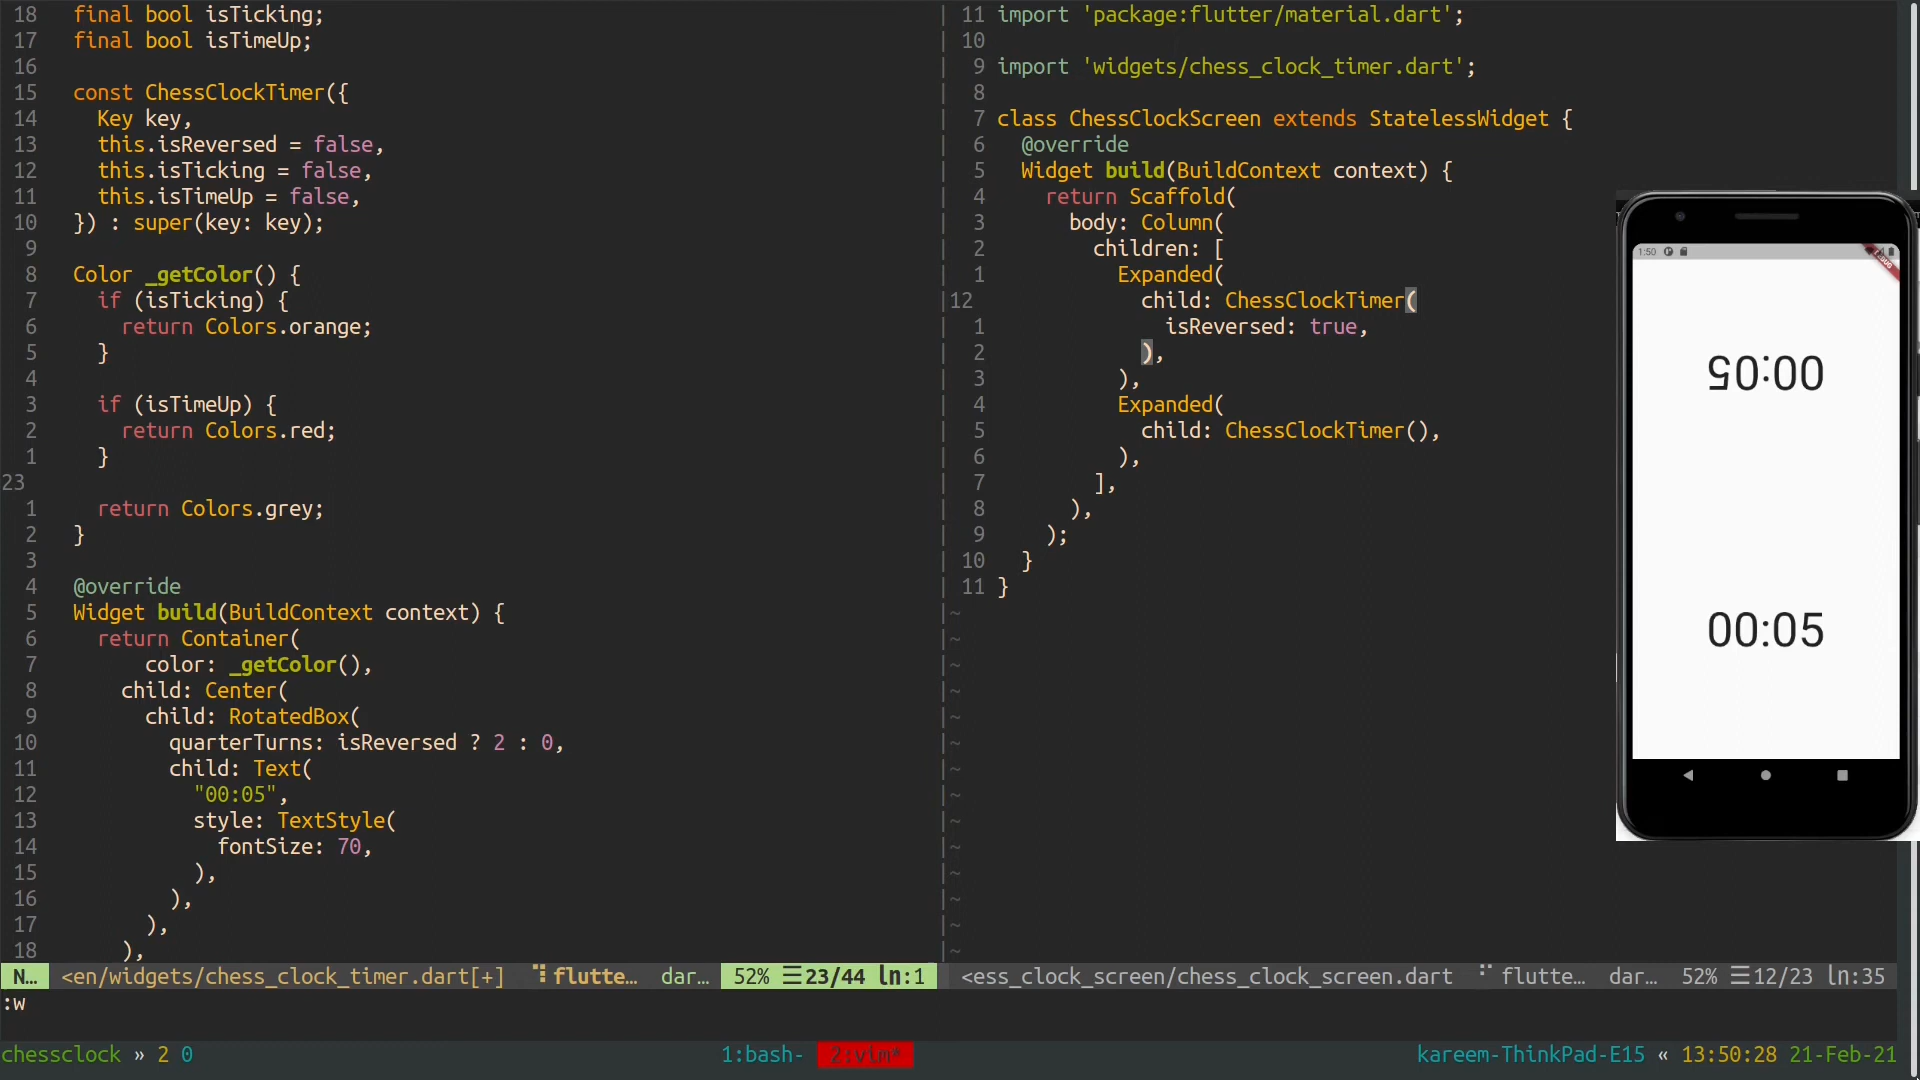 18 final bool isTicking;
17 final bool isTimeUp;
16
15 const ChessClockTimer({
14 Key key,
13 this.isReversed = false,
12 this.isTicking = false,
11 this.isTimeUp = false,
10 }) : super(key: key);
9
8 Color _getColor() {
7 if (isTicking) {
6 return Colors.orange;
5 }
4
3 if (isTimeUp) {
2 return Colors.red;
1 }
23
1 return Colors.grey;
2 }
3
4 @override
5 Widget build(BuildContext context) {
6 return Container(
7 color: _getColor(),
8 child: Center(
9 child: RotatedBox(
10 quarterTurns: isReversed ? 2 : 0,
11 child: Text(
12 "00:05",
13 style: TextStyle(
14 fontSize: 70,
15 ),
16 ),
17 ),
18 ),
N… <en/widgets/chess_clock_timer.dart[+] flutte… dar… 52% ☰23/44 ln:1
11 import 'package:flutter/material.dart';
10
9 import 'widgets/chess_clock_timer.dart';
8
7 class ChessClockScreen extends StatelessWidget {
6 @override
5 Widget build(BuildContext context) {
4 return Scaffold(
3 body: Column(
2 children: [
1 Expanded(
12 child: ChessClockTimer(
1 isReversed: true,
2 ),
3 ),
4 Expanded(
5 child: ChessClockTimer(),
6 ),
7 ],
8 ),
9 );
10 }
11 }
~
~
~
~
~
~
~
~
~
~
~
~
~
~
<ess_clock_screen/chess_clock_screen.dart flutte… dar… 52% ☰12/23 ln:35
1:50
DEBUG
00:05
00:05
:w
chessclock » 2 0 1:bash- 2:vim* kareem-ThinkPad-E15 « 13:50:28 21-Feb-21